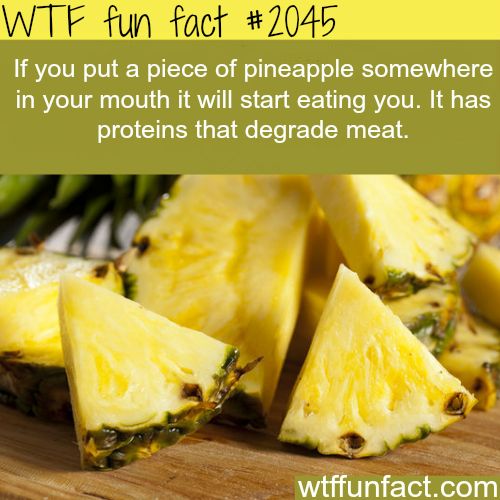 WTF fun fact #2045
If you put a piece of pineapple somewhere
in your mouth it will start eating you. It has
proteins that degrade meat.
wtffunfact.com